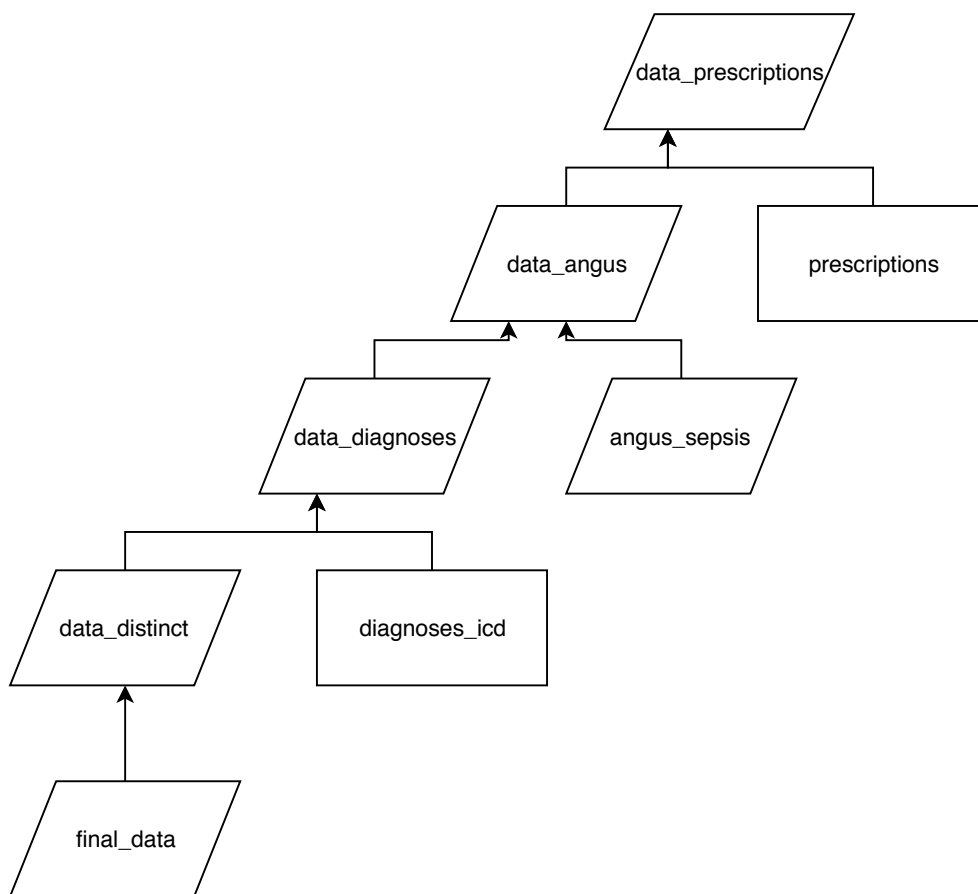 data_prescriptions
data_angus
prescriptions
data_diagnoses
angus_sepsis
data_distinct
diagnoses_icd
final_data